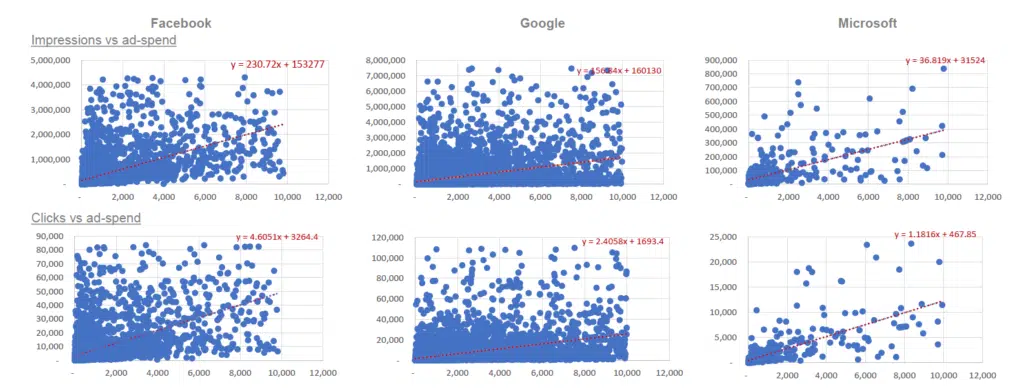 Facebook
Google
Microsoft
Impressions vs ad-spend
y = 230.72x + 153277
5,000,000
4,000,000
3,000,000
2,000,000
1,000,000
-
- 2,000 4,000 6,000 8,000 10,000 12,000
y = 156.84x + 160130
8,000,000
7,000,000
6,000,000
5,000,000
4,000,000
3,000,000
2,000,000
1,000,000
-
- 2,000 4,000 6,000 8,000 10,000 12,000
y = 36.819x + 31524
900,000
800,000
700,000
600,000
500,000
400,000
300,000
200,000
100,000
-
- 2,000 4,000 6,000 8,000 10,000 12,000
Clicks vs ad-spend
y = 4.6051x + 3264.4
90,000
80,000
70,000
60,000
50,000
40,000
30,000
20,000
10,000
-
- 2,000 4,000 6,000 8,000 10,000 12,000
y = 2.4058x + 1693.4
120,000
100,000
80,000
60,000
40,000
20,000
-
- 2,000 4,000 6,000 8,000 10,000 12,000
y = 1.1816x + 467.85
25,000
20,000
15,000
10,000
5,000
-
- 2,000 4,000 6,000 8,000 10,000 12,000